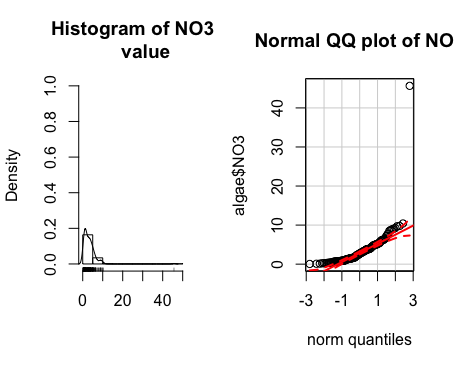 Histogram of NO3
value
Density
0.0 0.2 0.4 0.6 0.8 1.0
0 20 40
Normal QQ plot of NO
algae$NO3
0 10 20 30 40
-3 -1 1 3
norm quantiles